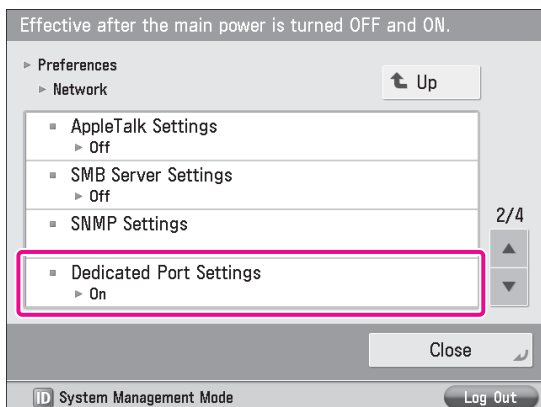 Effective after the main power is turned OFF and ON.
Preferences
Network
Up
AppleTalk Settings
Off
SMB Server Settings
Off
SNMP Settings
2/4
Dedicated Port Settings
On
Close
ID System Management Mode
Log Out